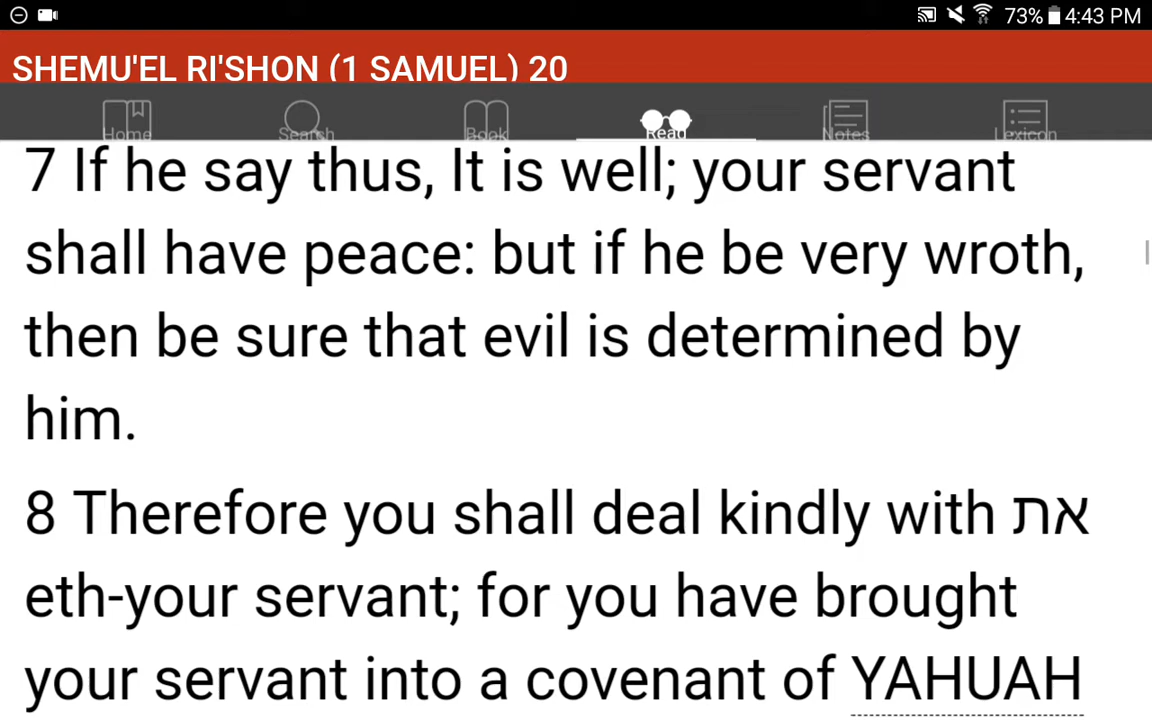 73% 4:43 PM
SHEMU'EL RI'SHON (1 SAMUEL) 20
Home Search Book Read Notes Lexicon
7 If he say thus, It is well; your servant
shall have peace: but if he be very wroth,
then be sure that evil is determined by
him.
8 Therefore you shall deal kindly with את
eth-your servant; for you have brought
your servant into a covenant of YAHUAH